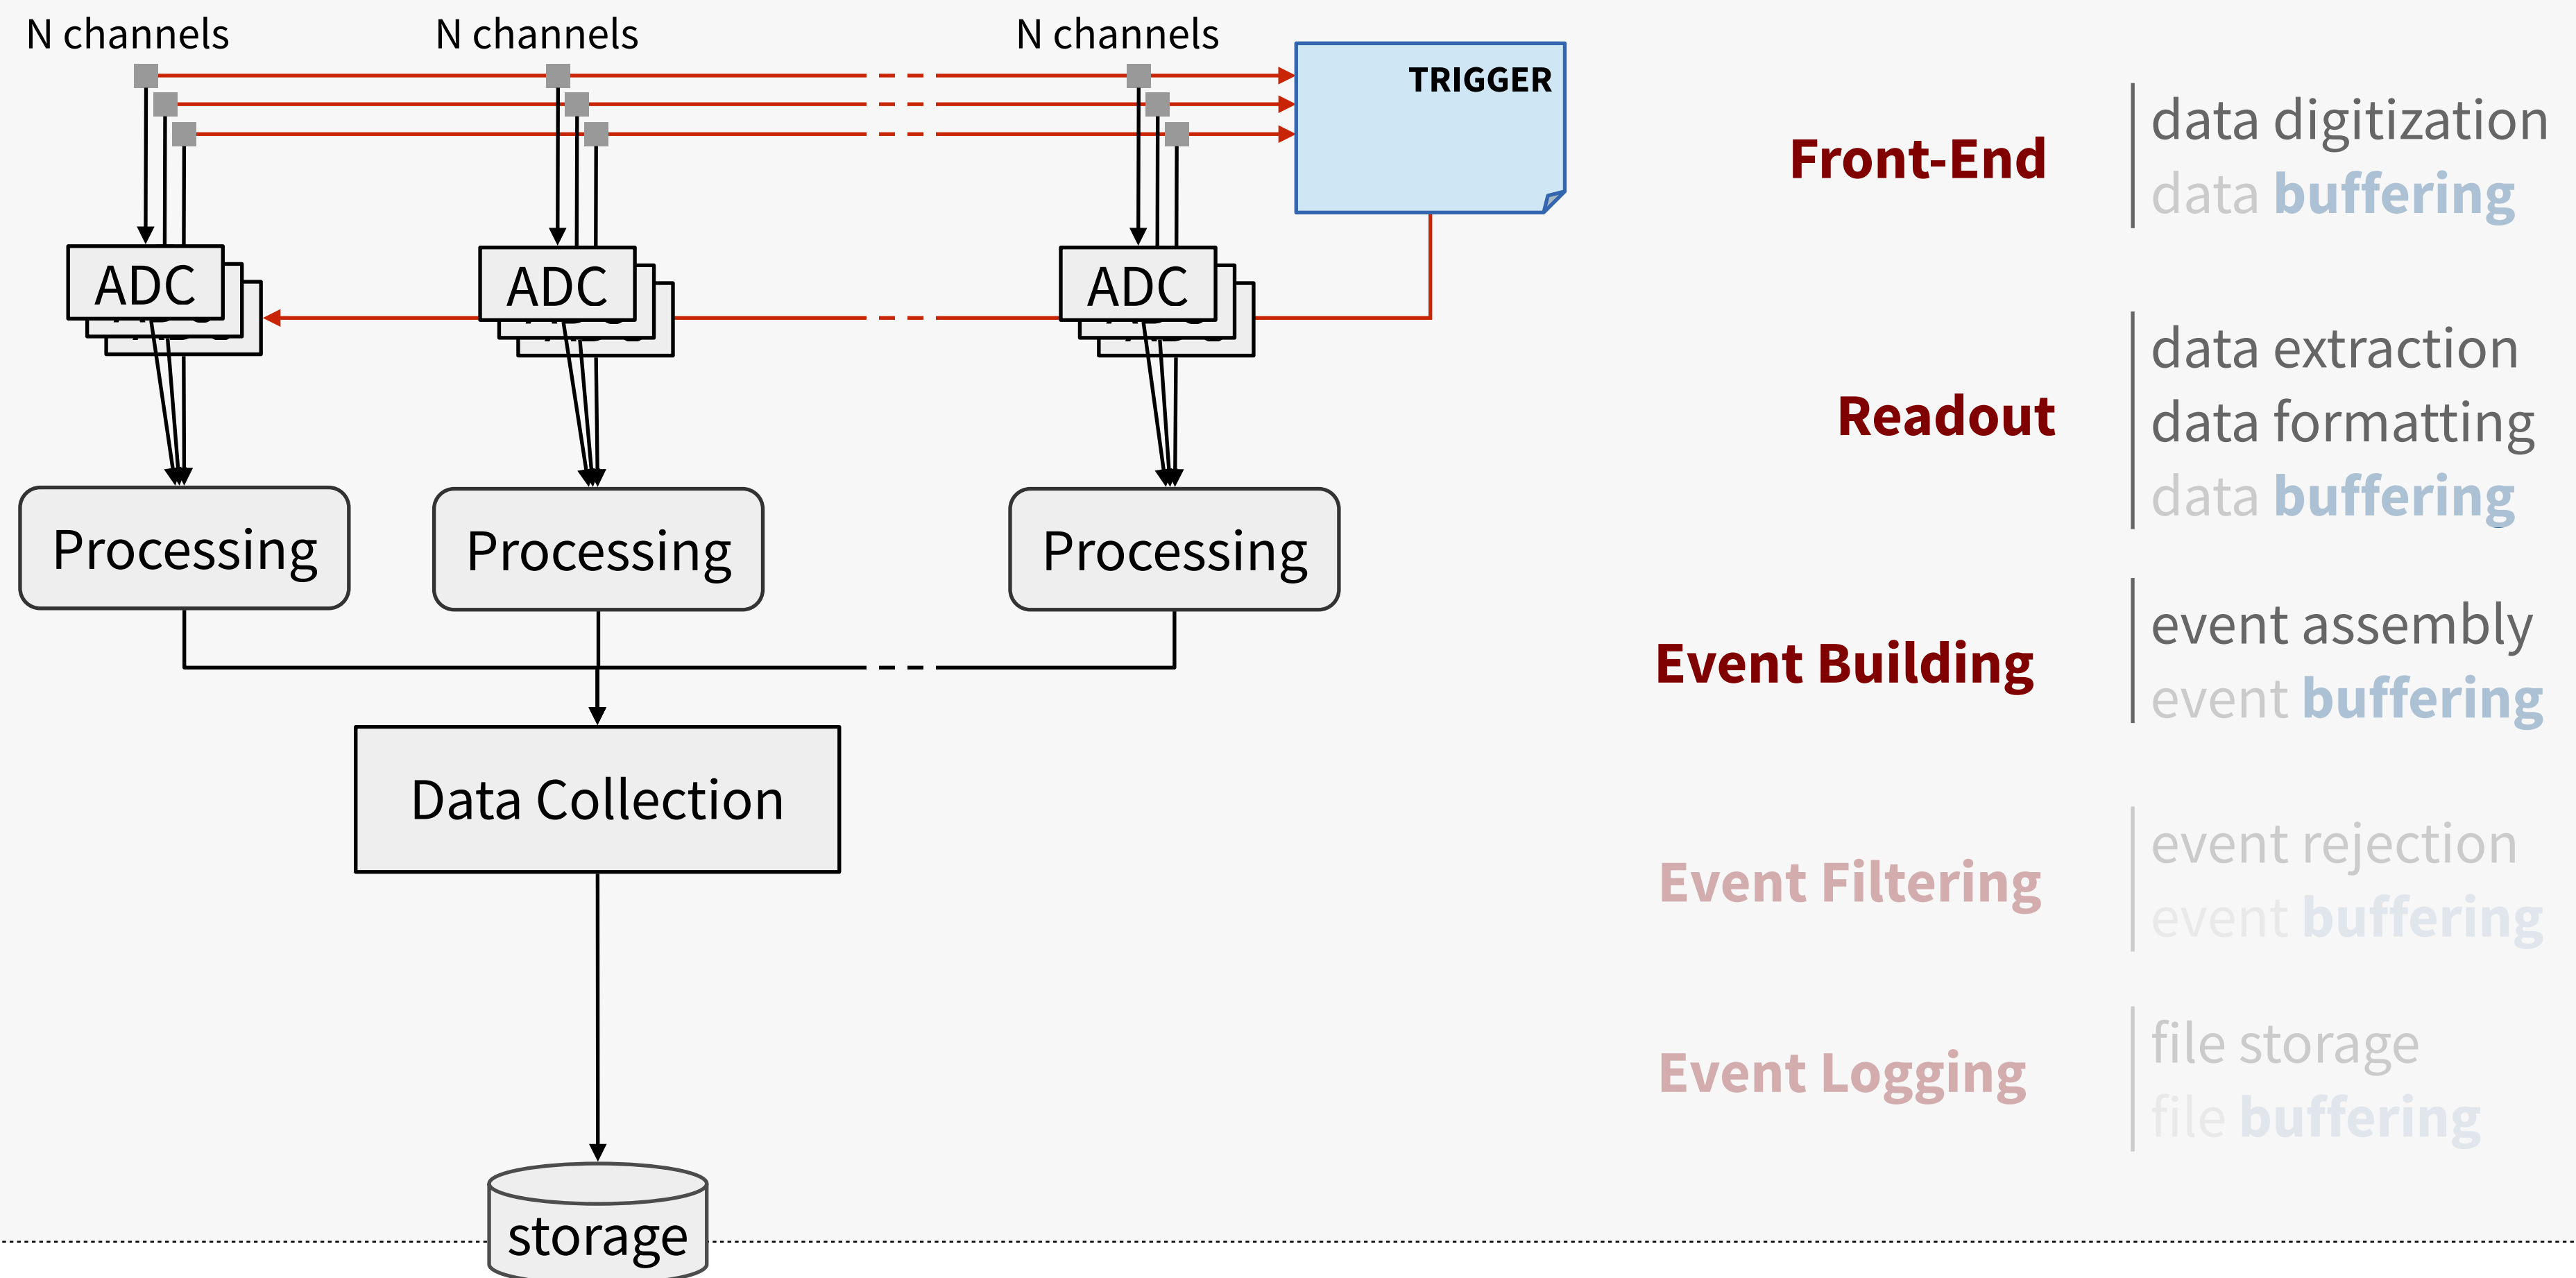 N channels
N channels
N channels
TRIGGER
ADC
ADC
ADC
Processing
Processing
Processing
Data Collection
storage
Front-End
data digitization
data buffering
Readout
data extraction
data formatting
data buffering
Event Building
event assembly
event buffering
Event Filtering
event rejection
event buffering
Event Logging
file storage
file buffering